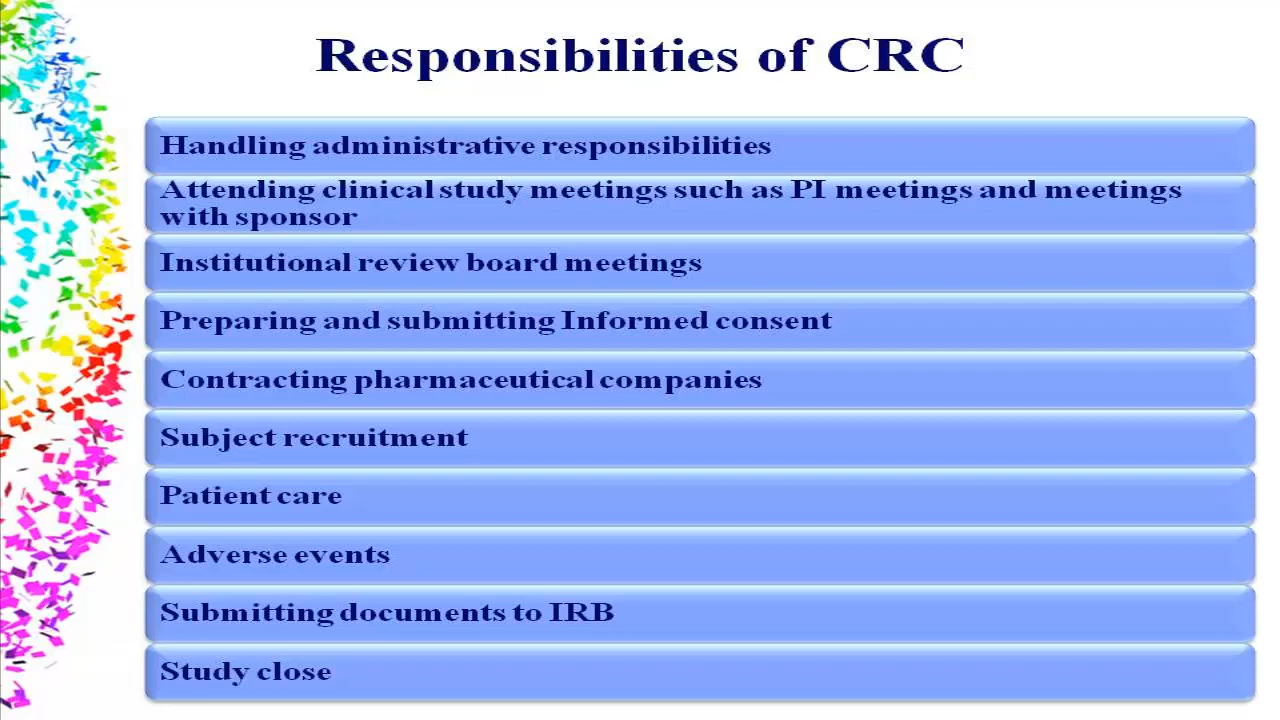 Responsibilities of CRC
Handling administrative responsibilities
Attending clinical study meetings such as PI meetings and meetings
with sponsor
Institutional review board meetings
Preparing and submitting Informed consent
Contracting pharmaceutical companies
Subject recruitment
Patient care
Adverse events
Submitting documents to IRB
Study close